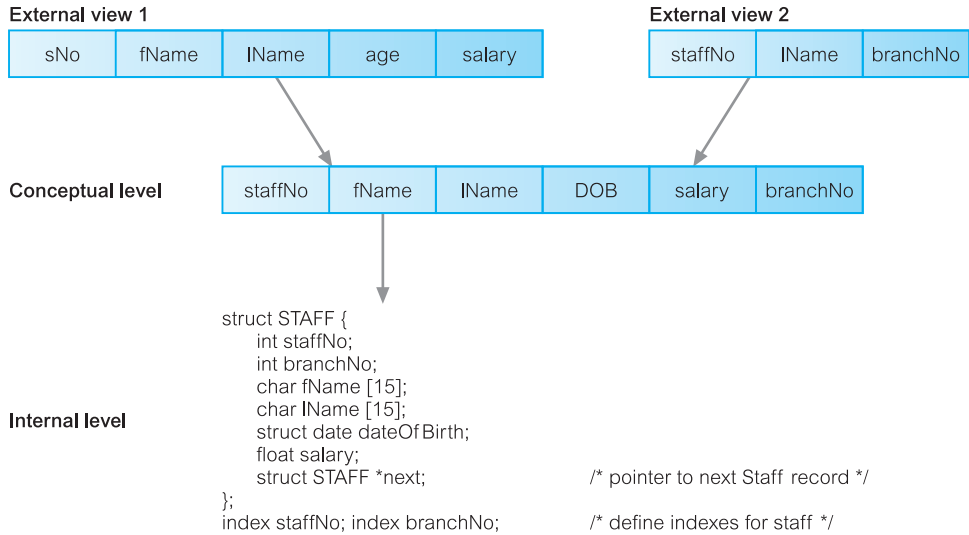 External view 1
External view 2
sNo fName lName age salary
staffNo lName branchNo
Conceptual level
staffNo fName lName DOB salary branchNo
Internal level
struct STAFF {
int staffNo;
int branchNo;
char fName [15];
char lName [15];
struct date dateOfBirth;
float salary;
struct STAFF *next; /* pointer to next Staff record */
};
index staffNo; index branchNo; /* define indexes for staff */